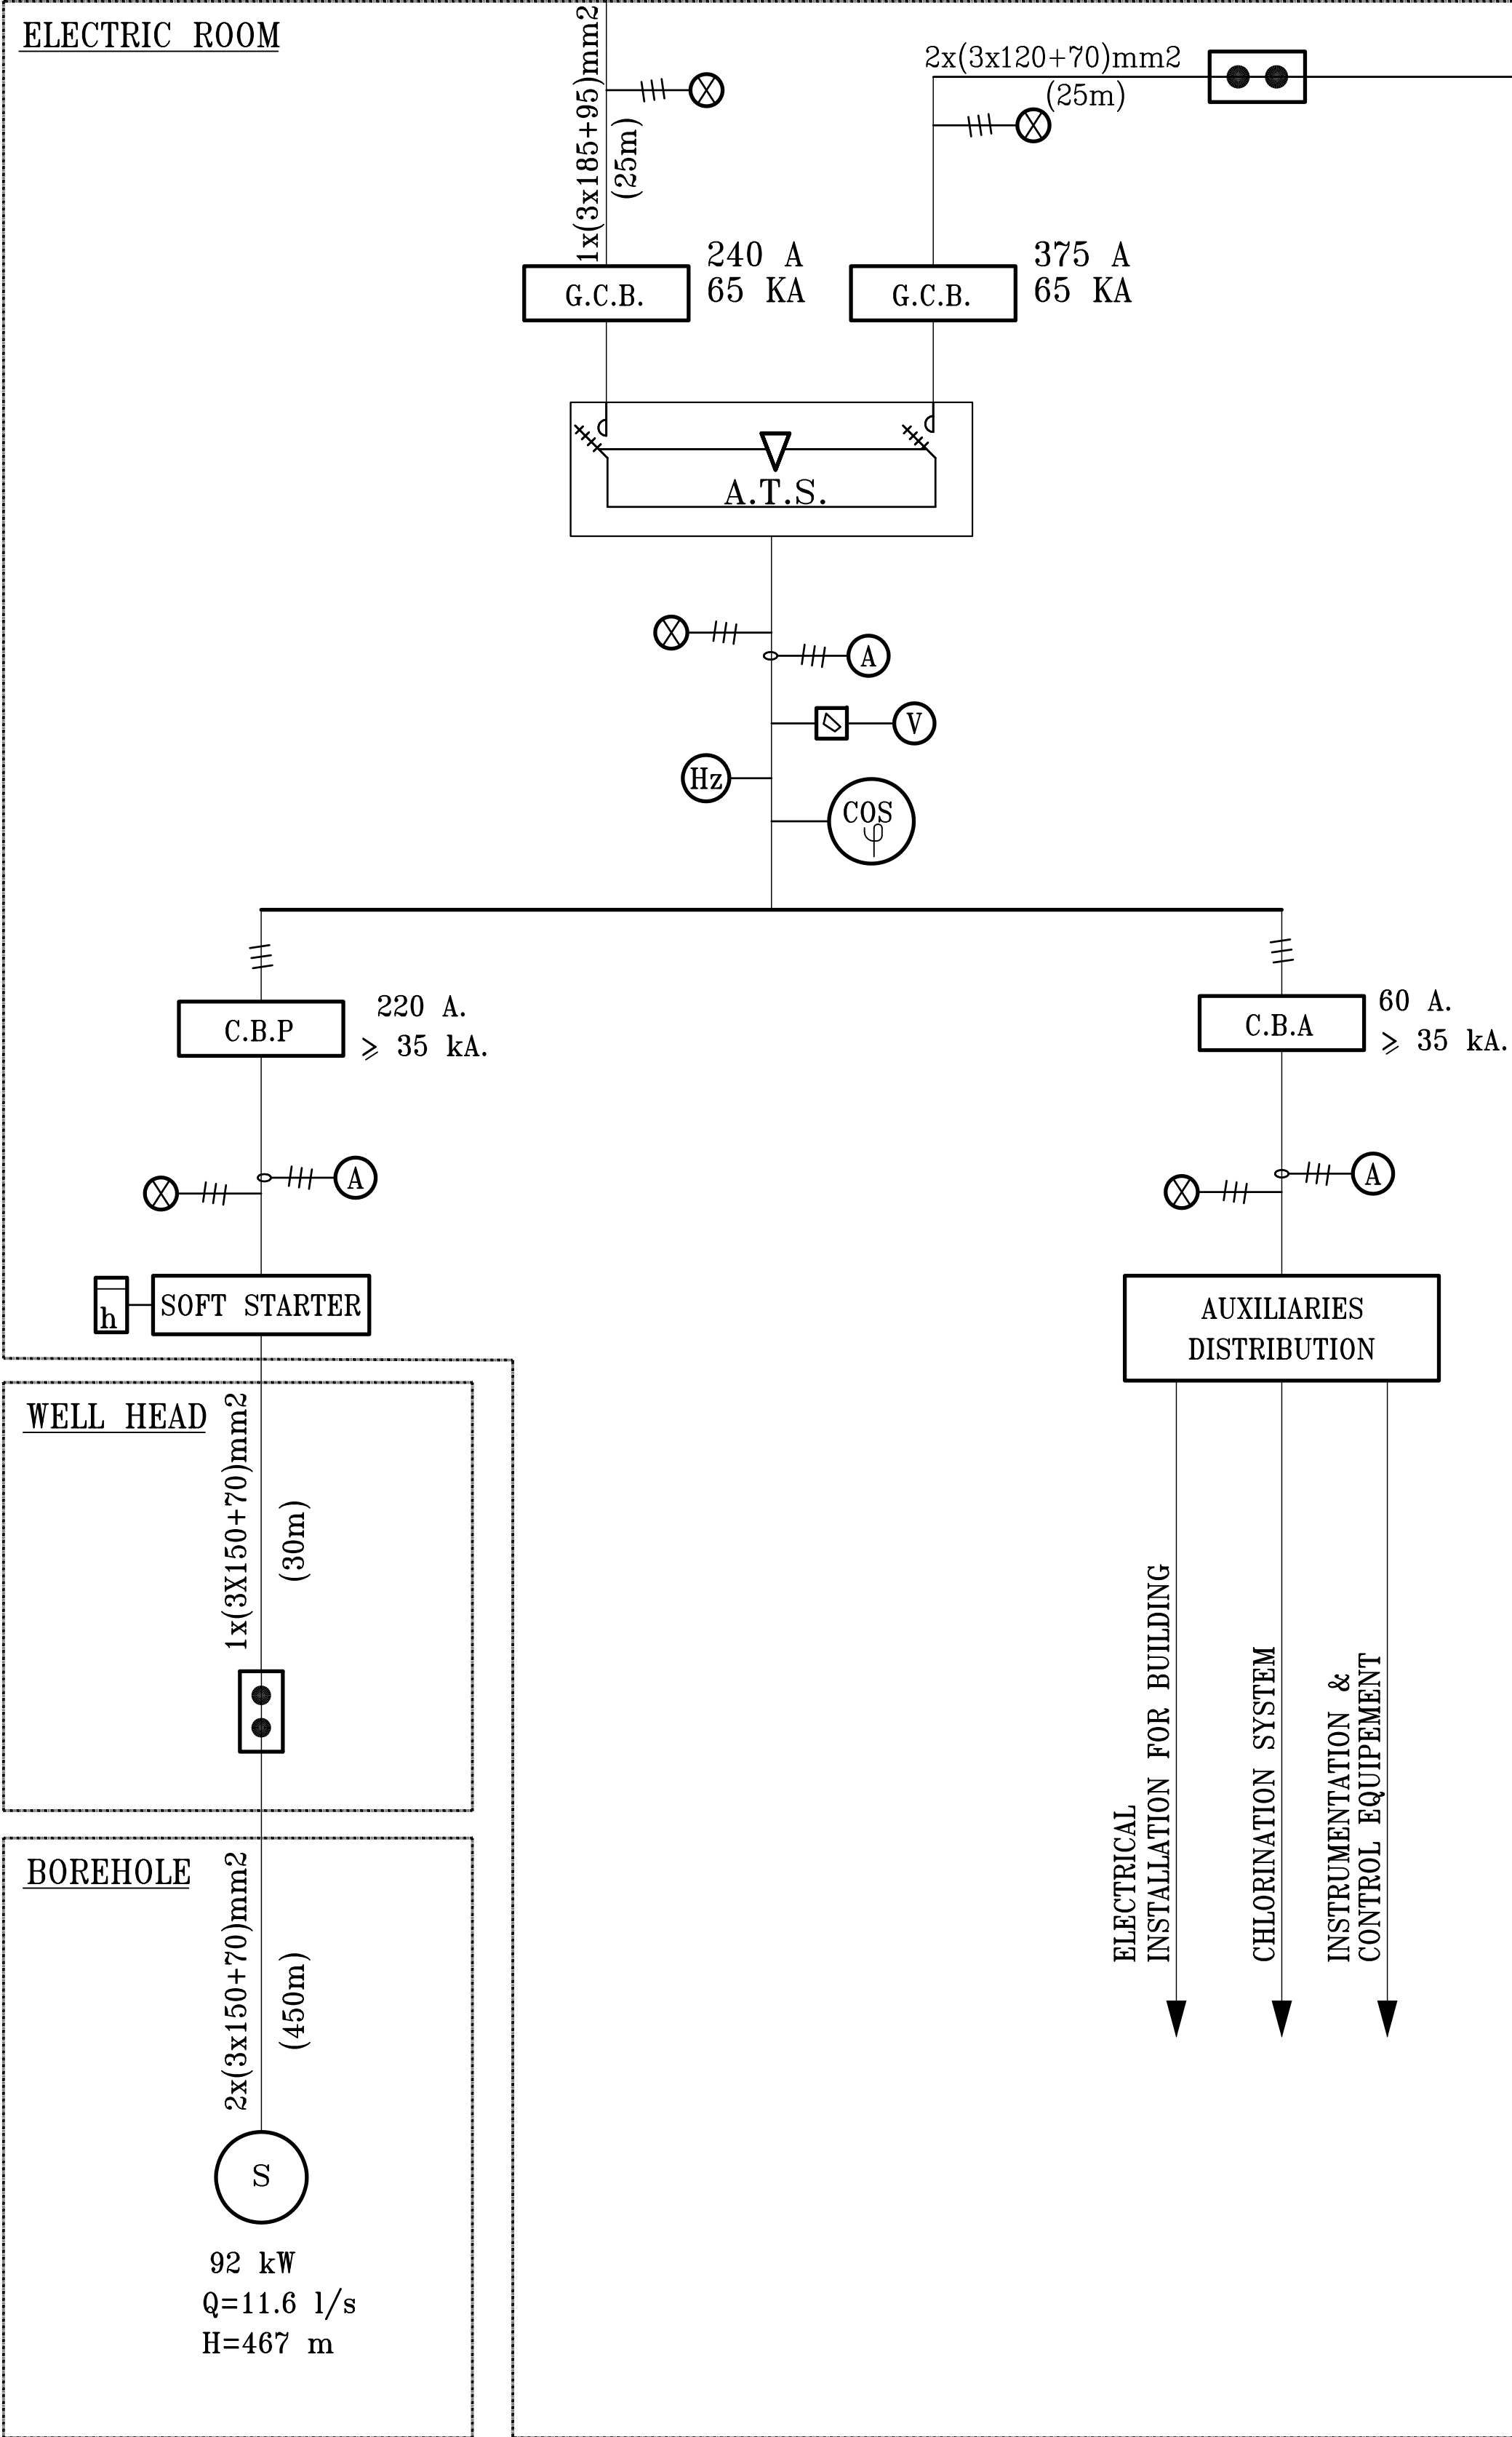 ELECTRIC ROOM
1x(3x185+95)mm2
(25m)
2x(3x120+70)mm2
(25m)
240 A
65 KA
G.C.B.
375 A
65 KA
G.C.B.
A.T.S.
A
V
Hz
COS
φ
C.B.P
220 A.
⩾ 35 kA.
C.B.A
60 A.
⩾ 35 kA.
A
A
h
SOFT STARTER
AUXILIARIES
DISTRIBUTION
WELL HEAD
1x(3X150+70)mm2
(30m)
ELECTRICAL
INSTALLATION FOR BUILDING
CHLORINATION SYSTEM
INSTRUMENTATION &
CONTROL EQUIPEMENT
BOREHOLE
2x(3x150+70)mm2
(450m)
S
92 kW
Q=11.6 l/s
H=467 m